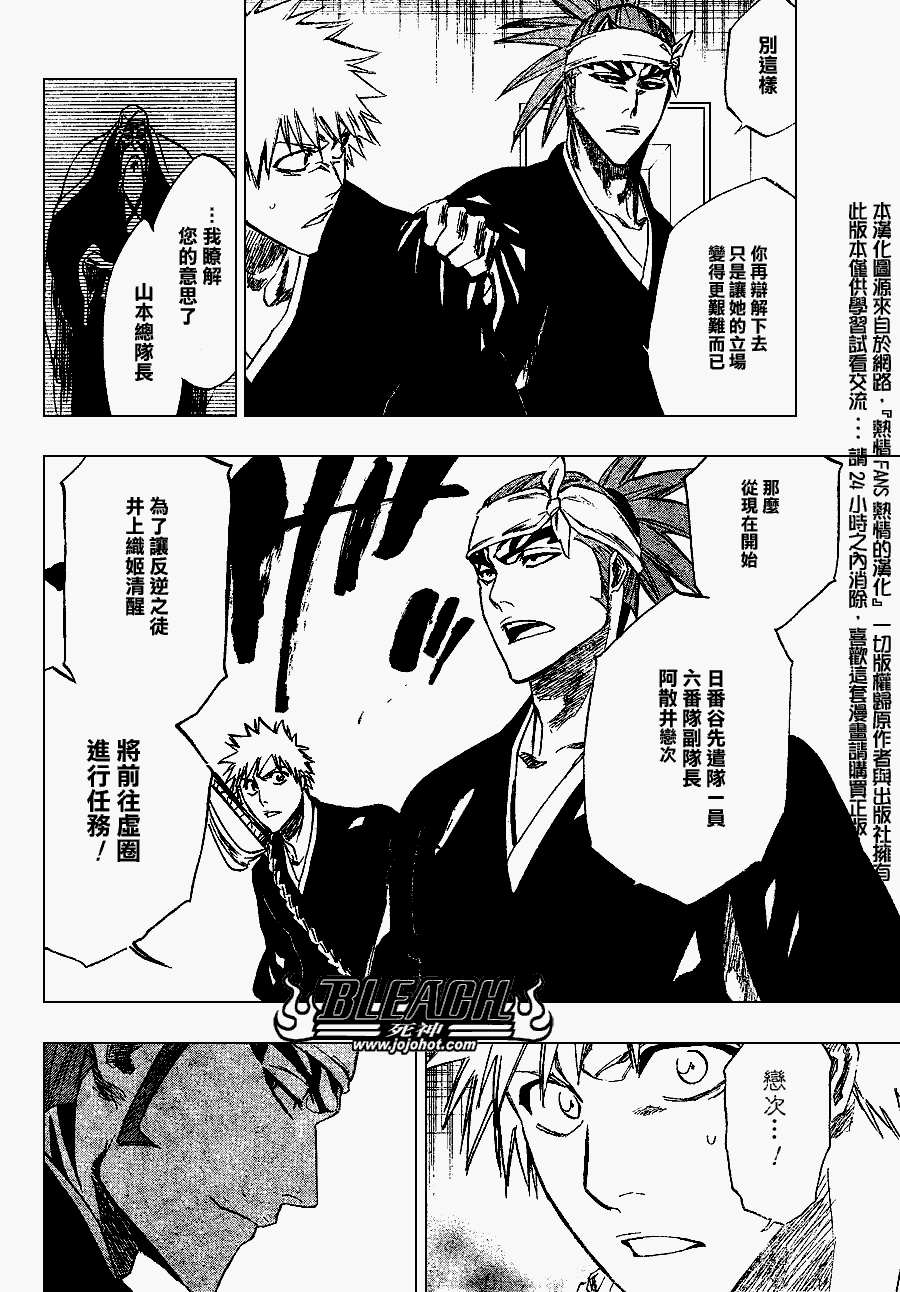 別這樣
你再辯解下去
只是讓她的立場
變得更艱難而已
…我瞭解
您的意思了
山本總隊長
那麼
從現在開始
日番谷先遣隊一員
六番隊副隊長
阿散井戀次
為了讓反逆之徒
井上織姬清醒
將前往虛圈
進行任務！
戀次…！
本漢化圖源來自於網路，『熱情FANS 熱情的漢化』一切版權歸原作者與出版社擁有
此版本僅供學習試看交流… 請 24 小時之內消除，喜歡這套漫畫請購買正版
BLEACH
死神
www.jojohot.com